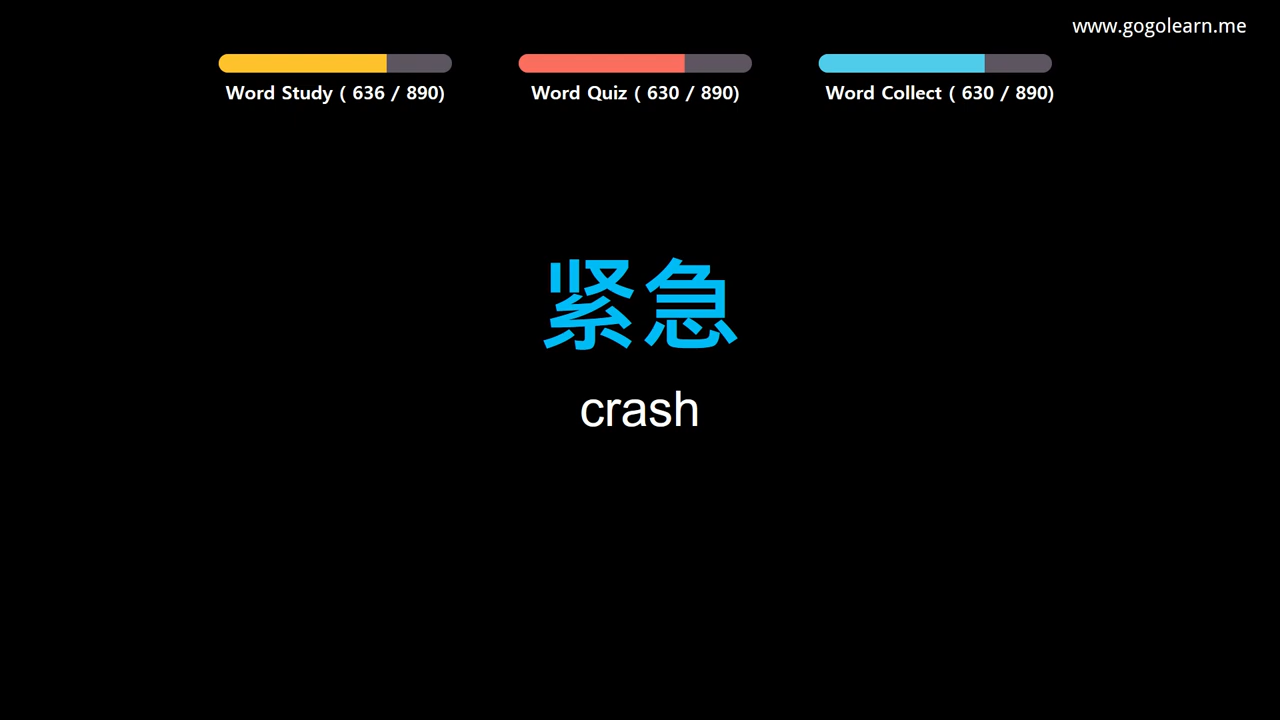 www.gogolearn.me
Word Study ( 636 / 890)
Word Quiz ( 630 / 890)
Word Collect ( 630 / 890)
紧急
crash